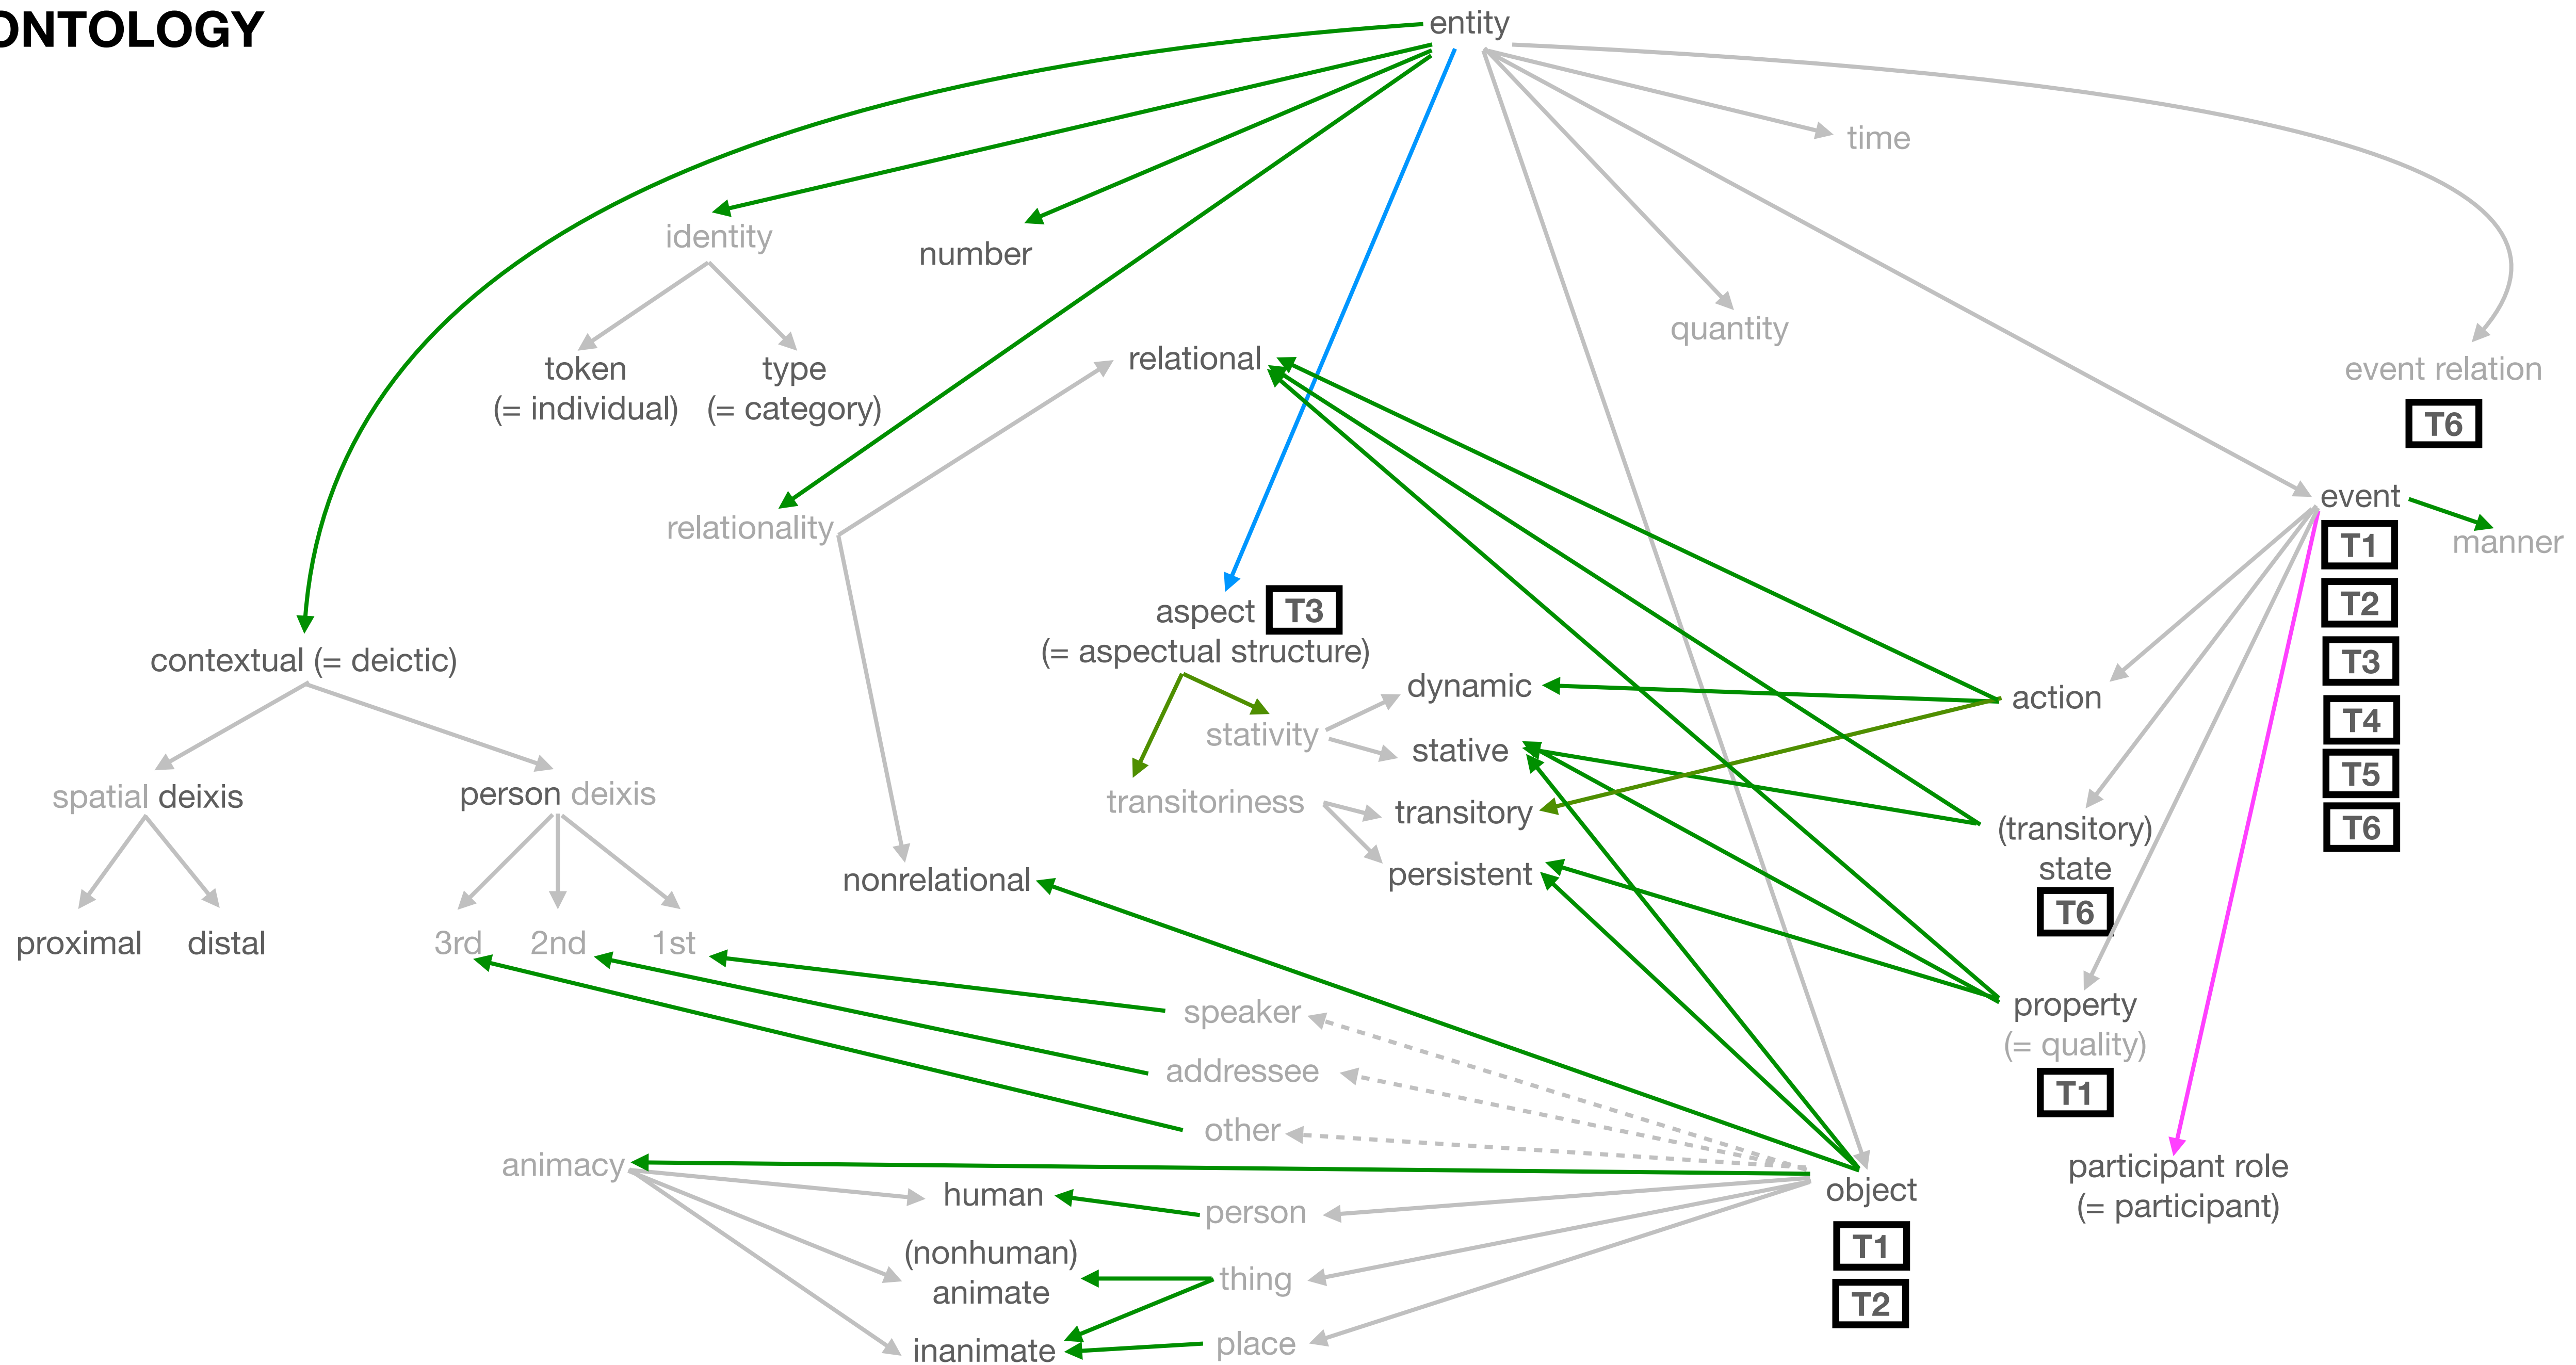 ONTOLOGY
entity
time
identity
number
quantity
token
(= individual)
type
(= category)
relational
event relation
T6
relationality
event
manner
T1
T2
T3
T4
T5
T6
aspect T3
(= aspectual structure)
contextual (= deictic)
dynamic
action
stativity
stative
spatial deixis
person deixis
transitoriness
transitory
persistent
(transitory)
state
T6
nonrelational
proximal
distal
3rd
2nd
1st
speaker
property
(= quality)
T1
addressee
other
animacy
human
person
object
T1
T2
participant role
(= participant)
(nonhuman)
animate
thing
inanimate
place